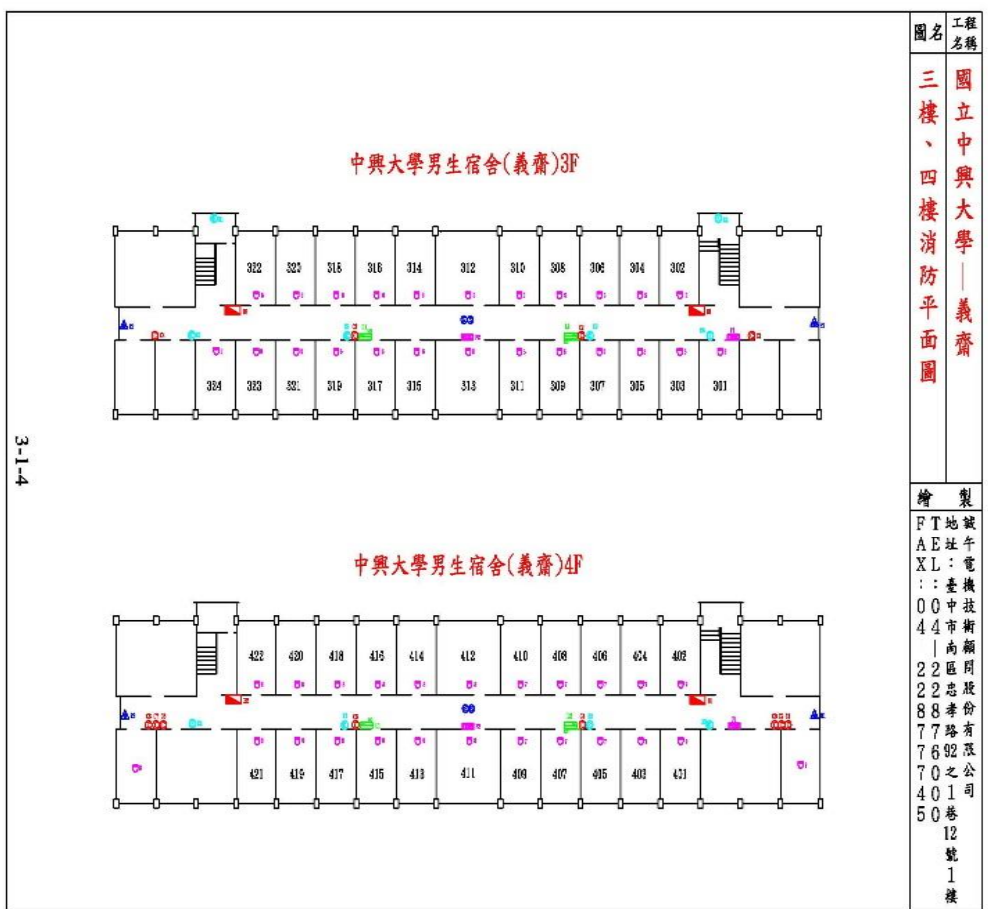 工程名稱
國立中興大學—義齋
圖名
三樓、四樓消防平面圖
中興大學男生宿舍(義齋)3F
322 320 318 316 314 312 310 308 306 304 302
324 323 321 319 317 315 313 311 309 307 305 303 301
中興大學男生宿舍(義齋)4F
422 420 418 416 414 412 410 408 406 404 402
421 419 417 415 413 411 409 407 405 403 401
3-1-4
繪製
誠午電機技術顧問股份有限公司
地址:臺中市南區忠孝路92之1巷12號1樓
TEL:04—22876000
FAX:04 22877745